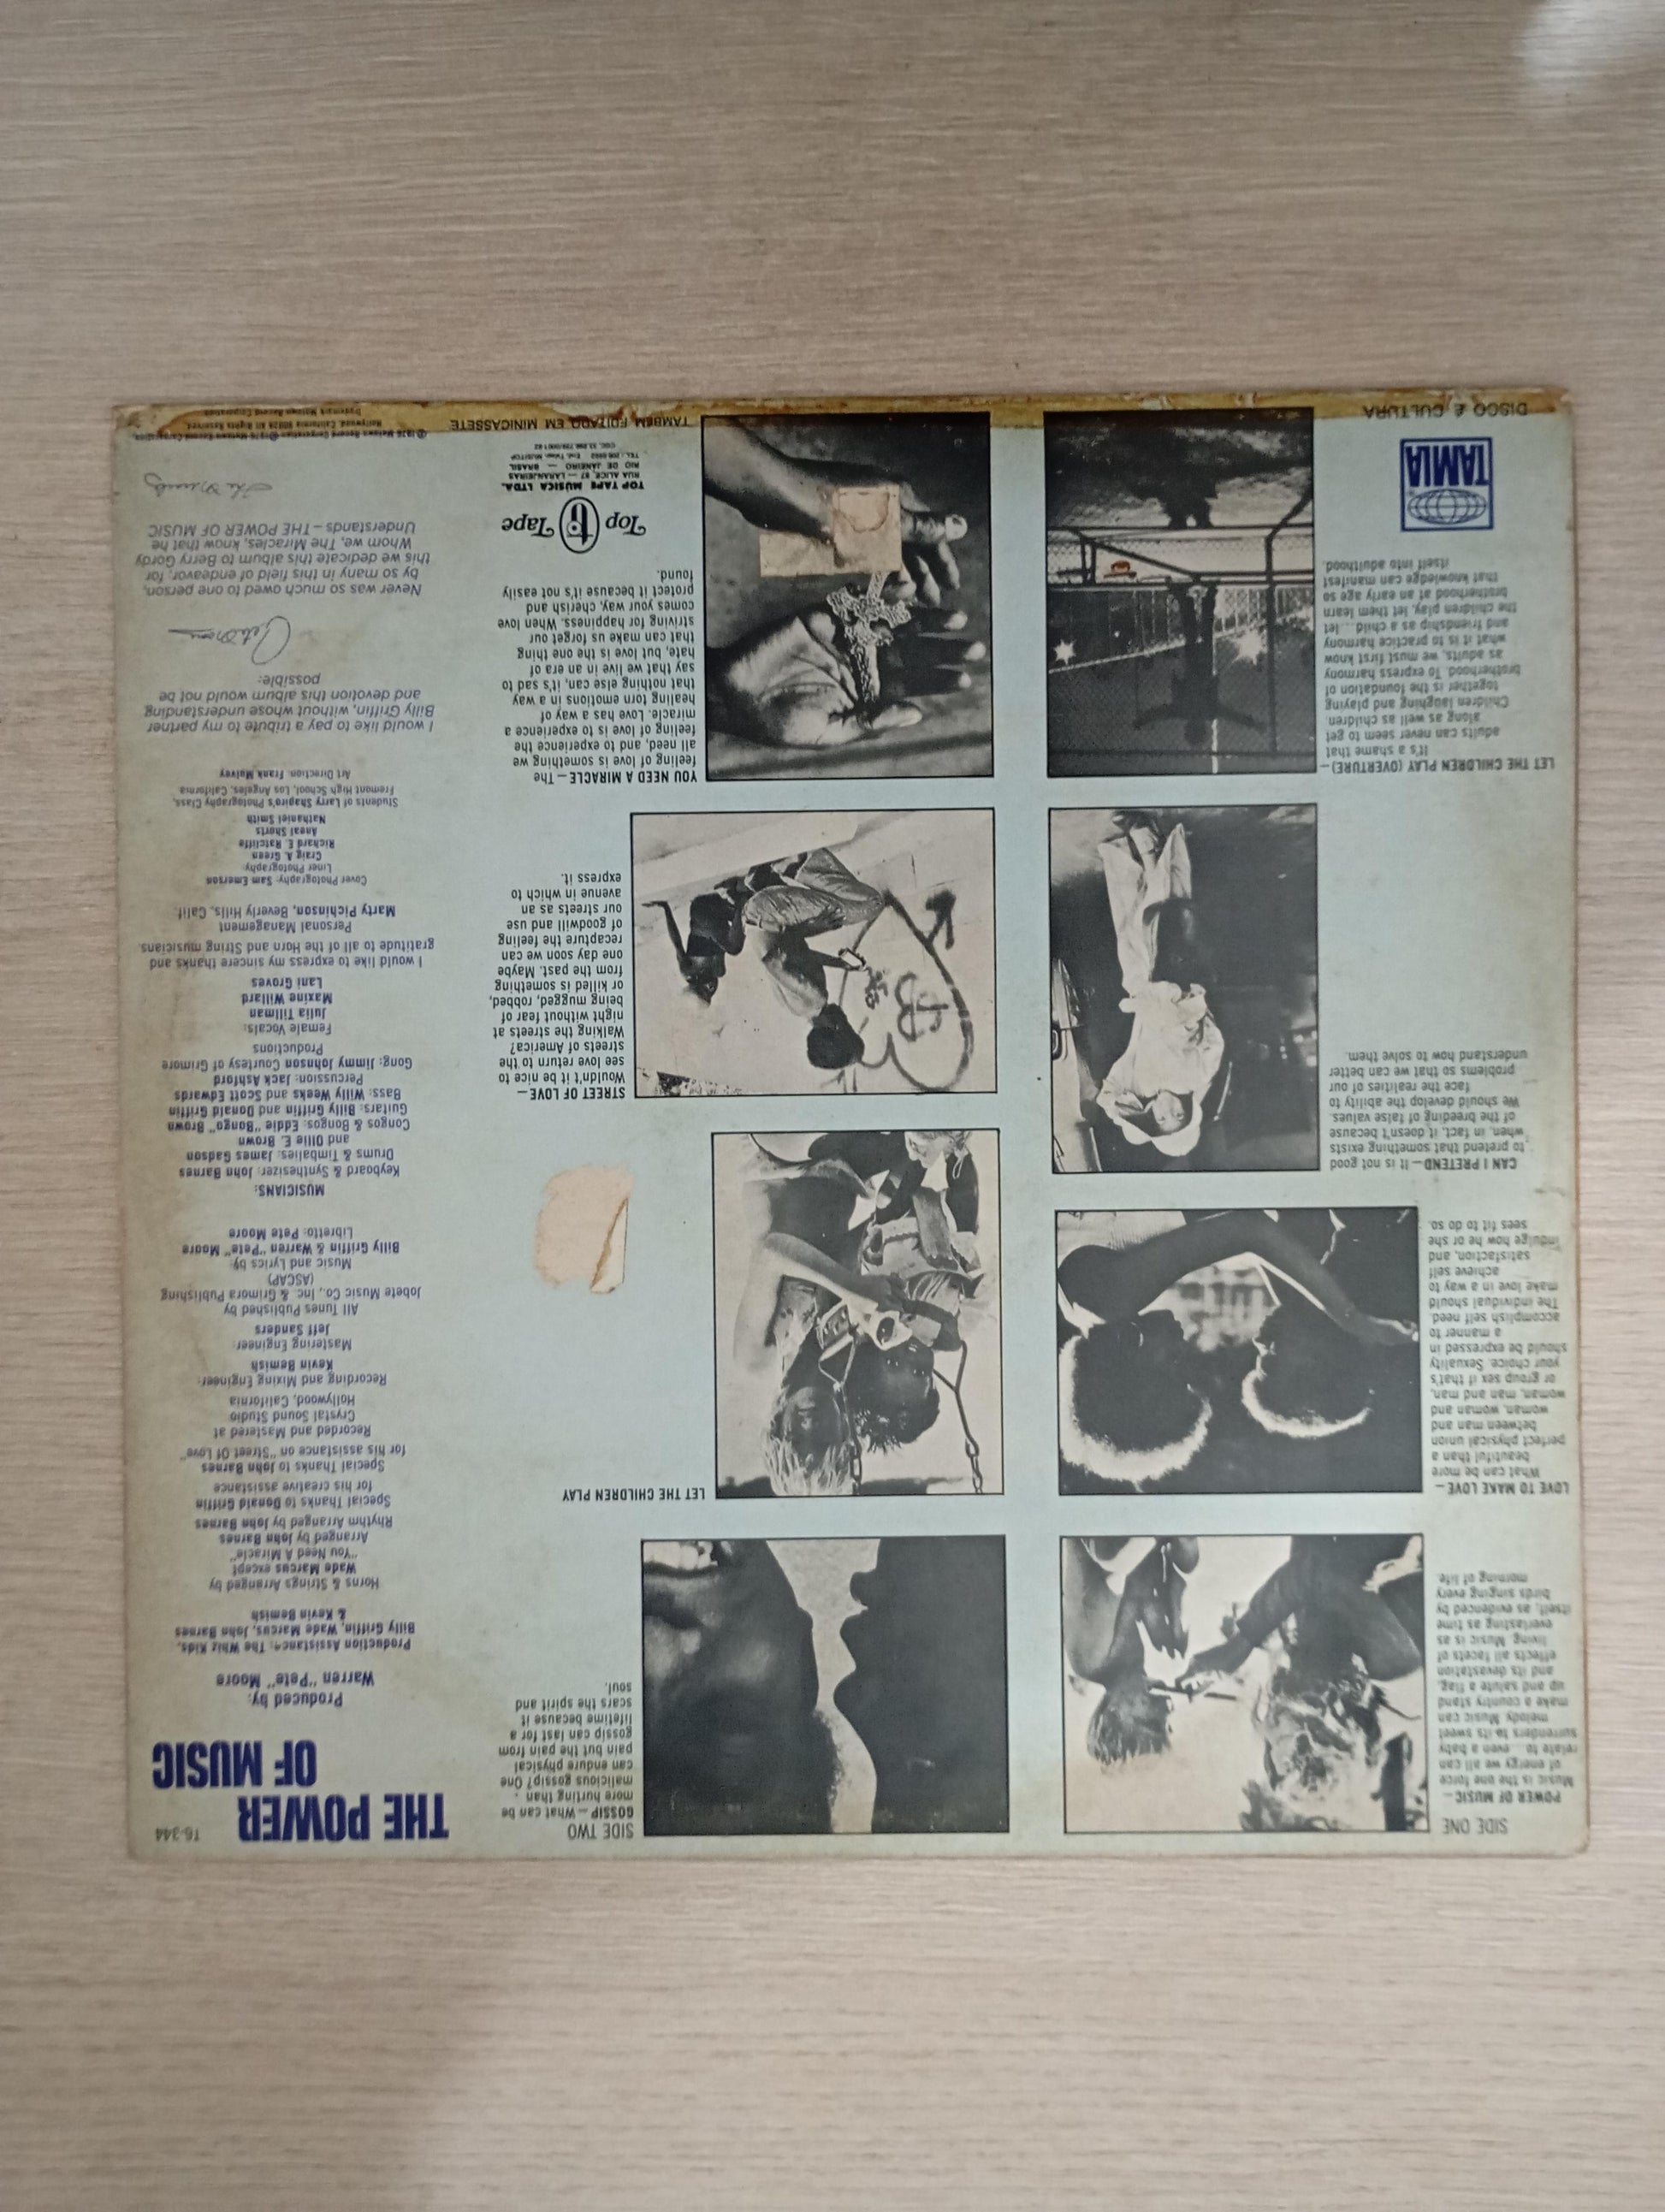 SIDE ONE
POWER OF MUSIC—
Music is the one force
of energy we all can
relate to...even a baby
surrenders to its sweet
melody. Music can
make a country stand
up and salute a flag,
and its devastation
effects all facets of
living. Music is as
everlasting as time
itself, as evidenced by
birds singing every
morning of life.
LOVE TO MAKE LOVE—
What can be more
beautiful than a
perfect physical union
between man and
woman, woman and
woman, man and man,
or group sex if that's
your choice. Sexuality
should be expressed in
a manner to
accomplish self need.
The individual should
make love in a way to
achieve self
satisfaction, and
indulge how he or she
sees fit to do so.
CAN I PRETEND—It is not good
to pretend that something exists
when, in fact, it doesn't because
of the breeding of false values.
We should develop the ability to
face the realities of our
problems so that we can better
understand how to solve them.
LET THE CHILDREN PLAY (OVERTURE)—
It's a shame that
adults can never seem to get
along as well as children.
Children laughing and playing
together is the foundation of
brotherhood. To express harmony
as adults, we must first know
what it is to practice harmony
and friendship as a child...let
the children play, let them learn
brotherhood at an early age so
that knowledge can manifest
itself into adulthood.
TAMLA
DISCO É CULTURA
SIDE TWO
GOSSIP—What can be
more hurting than
malicious gossip? One
can endure physical
pain but the pain from
gossip can last for a
lifetime because it
scars the spirit and
soul.
LET THE CHILDREN PLAY
STREET OF LOVE—
Wouldn't it be nice to
see love return to the
streets of America?
Walking the streets at
night without fear of
being mugged, robbed,
or killed is something
from the past. Maybe
one day soon we can
recapture the feeling
of goodwill and use
our streets as an
avenue in which to
express it.
YOU NEED A MIRACLE—The
feeling of love is something we
all need, and to experience the
feeling of love is to experience a
miracle. Love has a way of
healing torn emotions in a way
that nothing else can, it's sad to
say that we live in an era of
hate, but love is the one thing
that can make us forget our
striving for happiness. When love
comes your way, cherish and
protect it because it's not easily
found.
Top Tape
TOP TAPE MÚSICA LTDA.
RUA ALICE, 87 — LARANJEIRAS
RIO DE JANEIRO — BRASIL
TAMBÉM EDITADO EM MINICASSETE
THE POWER
OF MUSIC
T6-344
Produced by:
Warren "Pete" Moore
Production Assistance: The Whiz Kids,
Billy Griffin, Wade Marcus, John Barnes
& Kevin Bemish
Horns & Strings Arranged by
Wade Marcus except
"You Need A Miracle"
Arranged by John Barnes
Rhythm Arranged by John Barnes
Special Thanks to Donald Griffin
for his creative assistance
Special Thanks to John Barnes
for his assistance on "Street Of Love"
Recorded and Mastered at
Crystal Sound Studio
Hollywood, California
Recording and Mixing Engineer:
Kevin Bemish
Mastering Engineer:
Jeff Sanders
All Tunes Published by
Jobete Music Co., Inc. & Grimora Publishing
(ASCAP)
Music and Lyrics by:
Billy Griffin & Warren "Pete" Moore
Libretto: Pete Moore
MUSICIANS:
Keyboard & Synthesizer: John Barnes
Drums & Timbalies: James Gadson
and Ollie E. Brown
Congos & Bongos: Eddie "Bongo" Brown
Guitars: Billy Griffin and Donald Griffin
Bass: Willy Weeks and Scott Edwards
Percussion: Jack Ashford
Gong: Jimmy Johnson Courtesy of Grimore
Productions
Female Vocals:
Julia Tillman
Maxine Willard
Lani Groves
I would like to express my sincere thanks and
gratitude to all of the Horn and String musicians
Personal Management
Marty Pichinson, Beverly Hills, Calif.
Cover Photography: Sam Emerson
Liner Photography:
Craig A. Green
Richard E. Ratcliffe
Aneal Shorts
Nathaniel Smith
Students of Larry Shapiro's Photography Class,
Fremont High School, Los Angeles, California
Art Direction: Frank Mulvey
I would like to pay a tribute to my partner
Billy Griffin, without whose understanding
and devotion this album would not be
possible:
Pete Moore
Never was so much owed to one person,
by so many in this field of endeavor, for
this we dedicate this album to Berry Gordy
Whom we, The Miracles, know that he
Understands—THE POWER OF MUSIC
Hollywood, California 90028 All Rights Reserved.